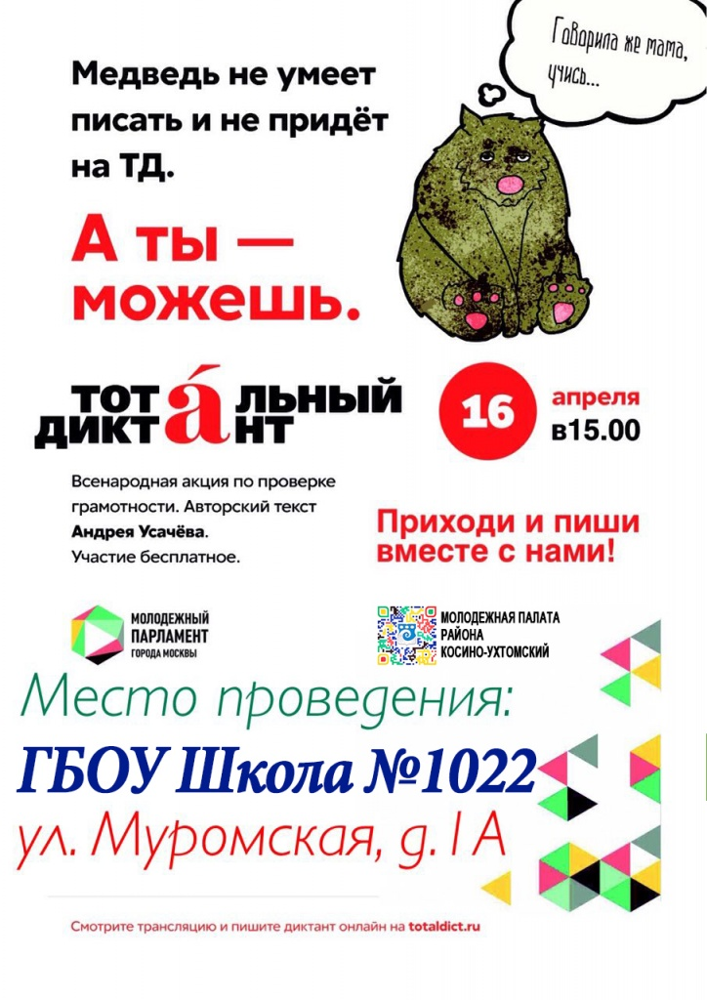 Говорила же мама,
учись...
Медведь не умеет
писать и не придёт
на ТД.
А ты —
можешь.
тота́льный
диктант
16
апреля
в15.00
Всенародная акция по проверке
грамотности. Авторский текст
Андрея Усачёва.
Участие бесплатное.
Приходи и пиши
вместе с нами!
МОЛОДЕЖНЫЙ
ПАРЛАМЕНТ
ГОРОДА МОСКВЫ
МОЛОДЕЖНАЯ ПАЛАТА
РАЙОНА
КОСИНО-УХТОМСКИЙ
Место проведения:
ГБОУ Школа №1022
ул. Муромская, д.1А
Смотрите трансляцию и пишите диктант онлайн на totaldict.ru